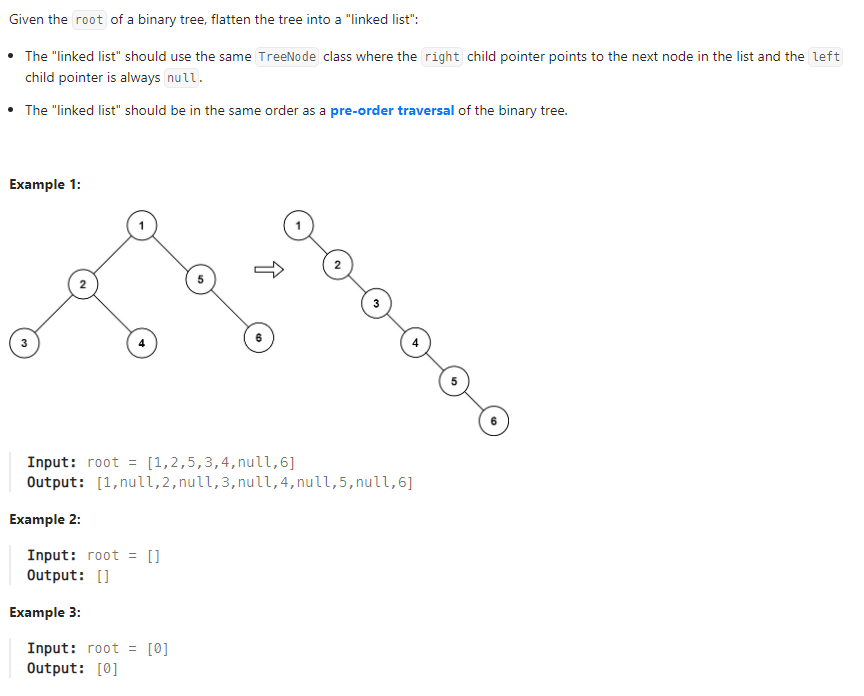 Given the root of a binary tree, flatten the tree into a "linked list":
• The "linked list" should use the same TreeNode class where the right child pointer points to the next node in the list and the left
child pointer is always null.
• The "linked list" should be in the same order as a pre-order traversal of the binary tree.
Example 1:
1 1
2 5 2
3 4 6 3
4
5
6
Input: root = [1,2,5,3,4,null,6]
Output: [1,null,2,null,3,null,4,null,5,null,6]
Example 2:
Input: root = []
Output: []
Example 3:
Input: root = [0]
Output: [0]